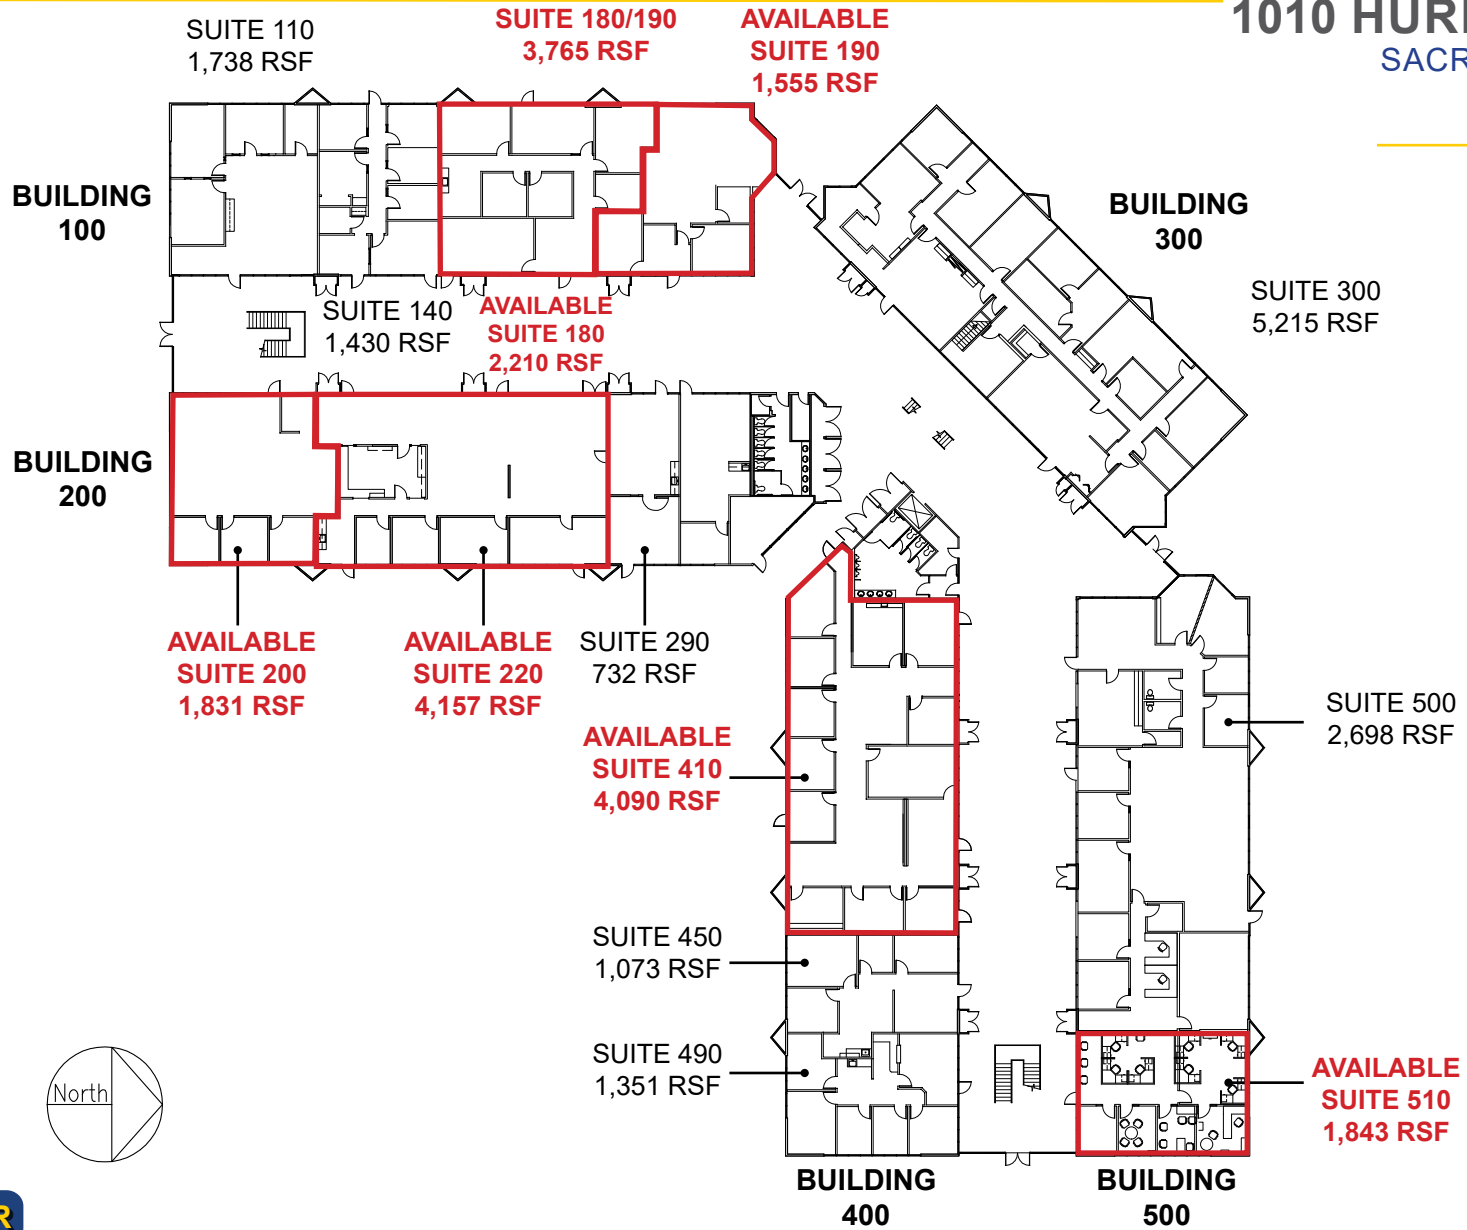 1010
SACR
SUITE 110
1,738 RSF
SUITE 180/190
3,765 RSF
AVAILABLE
SUITE 190
1,555 RSF
BUILDING
100
BUILDING
300
SUITE 300
5,215 RSF
SUITE 140
1,430 RSF
AVAILABLE
SUITE 180
2,210 RSF
BUILDING
200
AVAILABLE
SUITE 200
1,831 RSF
AVAILABLE
SUITE 220
4,157 RSF
SUITE 290
732 RSF
AVAILABLE
SUITE 410
4,090 RSF
SUITE 500
2,698 RSF
SUITE 450
1,073 RSF
SUITE 490
1,351 RSF
AVAILABLE
SUITE 510
1,843 RSF
North
BUILDING
400
BUILDING
500
R